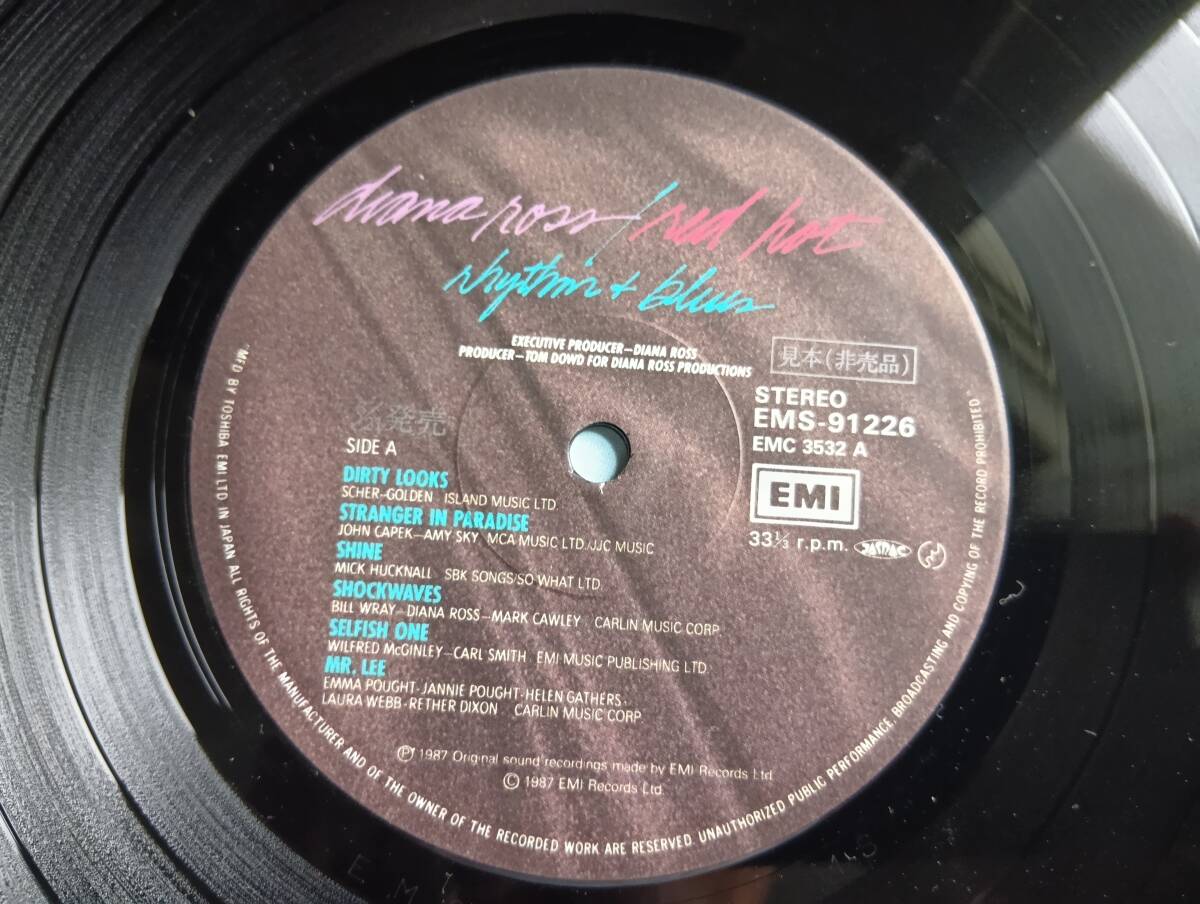 diana ross / red hot
rhythm + blues
EXECUTIVE PRODUCER—DIANA ROSS
PRODUCER—TOM DOWD FOR DIANA ROSS PRODUCTIONS
見本(非売品)
STEREO
EMS-91226
EMC 3532 A
EMI
33⅓ r.p.m. JASRAC
発売
SIDE A
DIRTY LOOKS
SCHER-GOLDEN ISLAND MUSIC LTD.
STRANGER IN PARADISE
JOHN CAPEK—AMY SKY MCA MUSIC LTD./JJC MUSIC
SHINE
MICK HUCKNALL SBK SONGS/SO WHAT LTD.
SHOCKWAVES
BILL WRAY—DIANA ROSS—MARK CAWLEY CARLIN MUSIC CORP
SELFISH ONE
WILFRED McGINLEY—CARL SMITH EMI MUSIC PUBLISHING LTD
MR. LEE
EMMA POUGHT·JANNIE POUGHT·HELEN GATHERS·
LAURA WEBB·RETHER DIXON CARLIN MUSIC CORP
Ⓟ 1987 Original sound recordings made by EMI Records Ltd
© 1987 EMI Records Ltd.
"MFD BY TOSHIBA EMI LTD. IN JAPAN ALL RIGHTS OF THE MANUFACTURER AND OF THE OWNER OF THE RECORDED WORK ARE RESERVED. UNAUTHORIZED PUBLIC PERFORMANCE, BROADCASTING AND COPYING OF THE RECORD PROHIBITED"